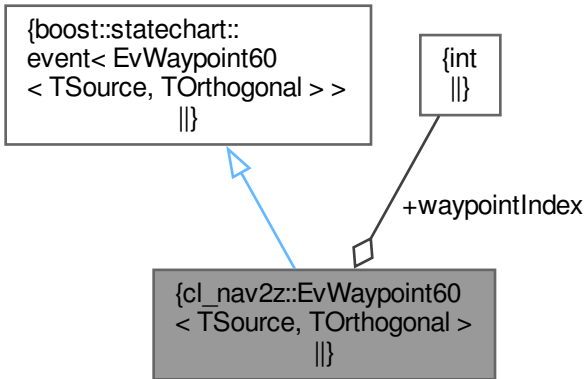 {boost::statechart::
event< EvWaypoint60
< TSource, TOrthogonal > >
||}
{int
||}
+waypointIndex
{cl_nav2z::EvWaypoint60
< TSource, TOrthogonal >
||}